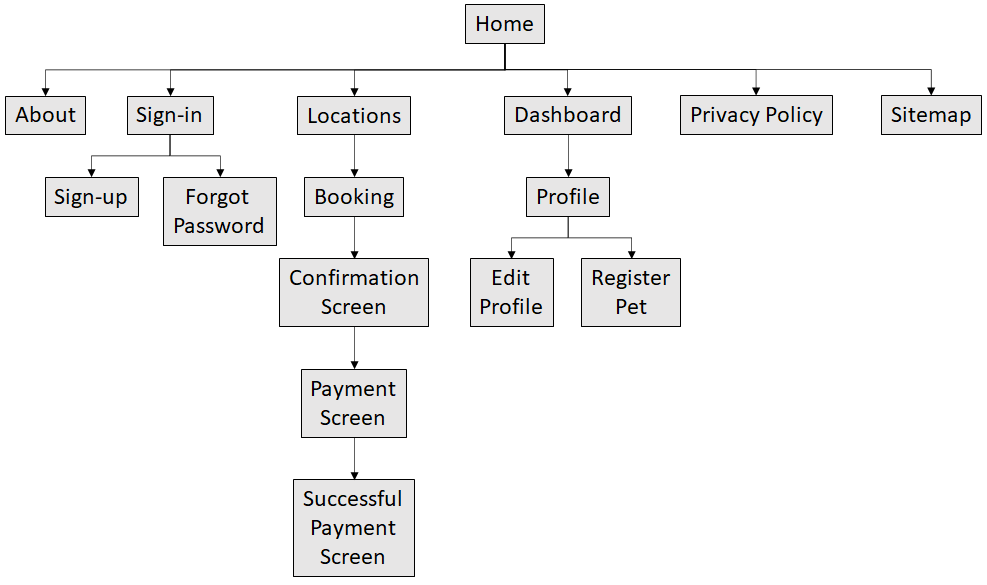 Home
About
Sign-in
Locations
Dashboard
Privacy Policy
Sitemap
Sign-up
Forgot
Password
Booking
Profile
Confirmation
Screen
Edit
Profile
Register
Pet
Payment
Screen
Successful
Payment
Screen